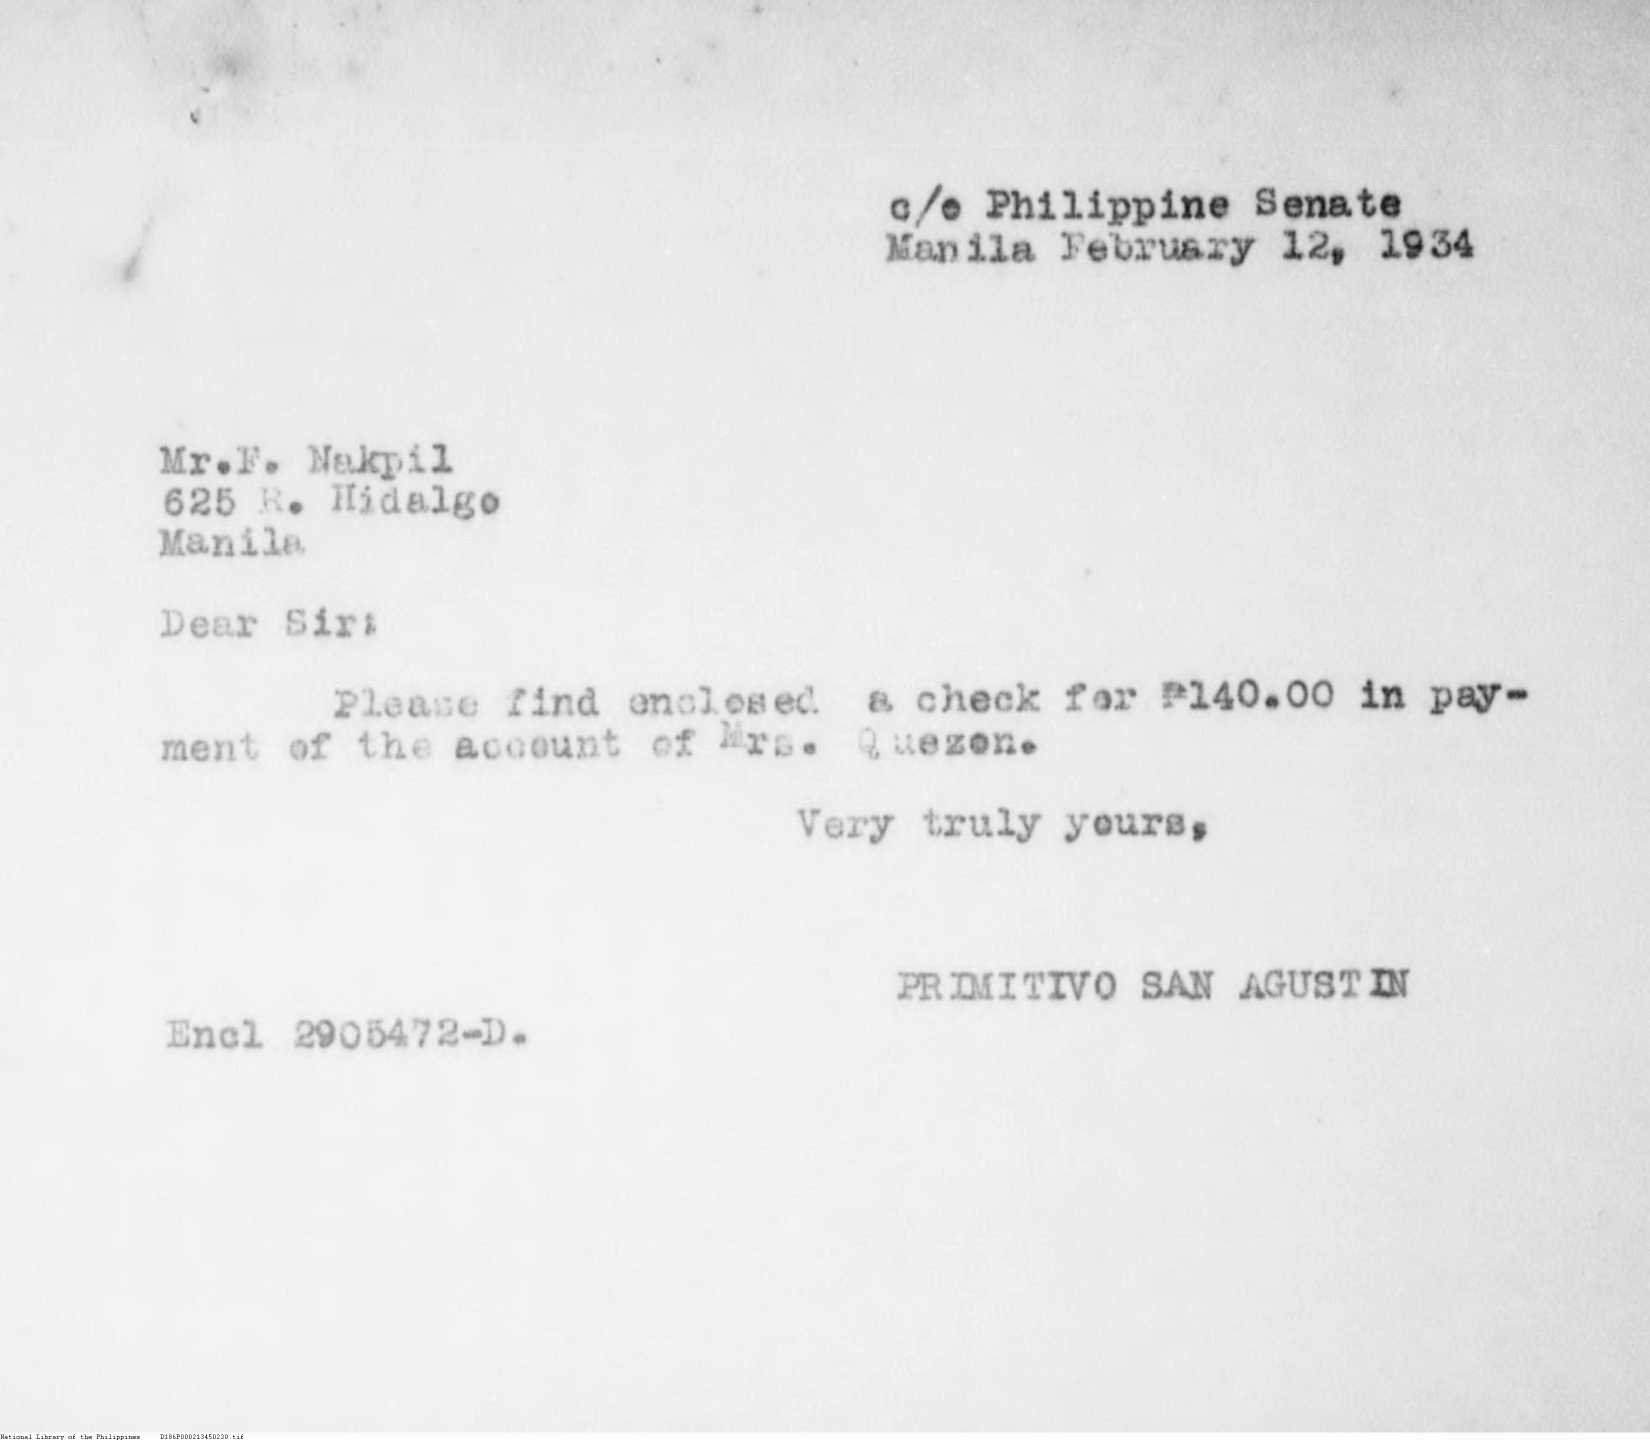 c/o Philippine Senate
Manila February 12, 1934
Mr.F. Nakpil
625 R. Hidalgo
Manila
Dear Sir:
Please find enclosed a check for ₱140.00 in pay-
ment of the account of Mrs. Quezon.
Very truly yours,
PRIMITIVO SAN AGUSTIN
Encl 2905472-D.
National Library of the Philippines D186P000213450230.tif